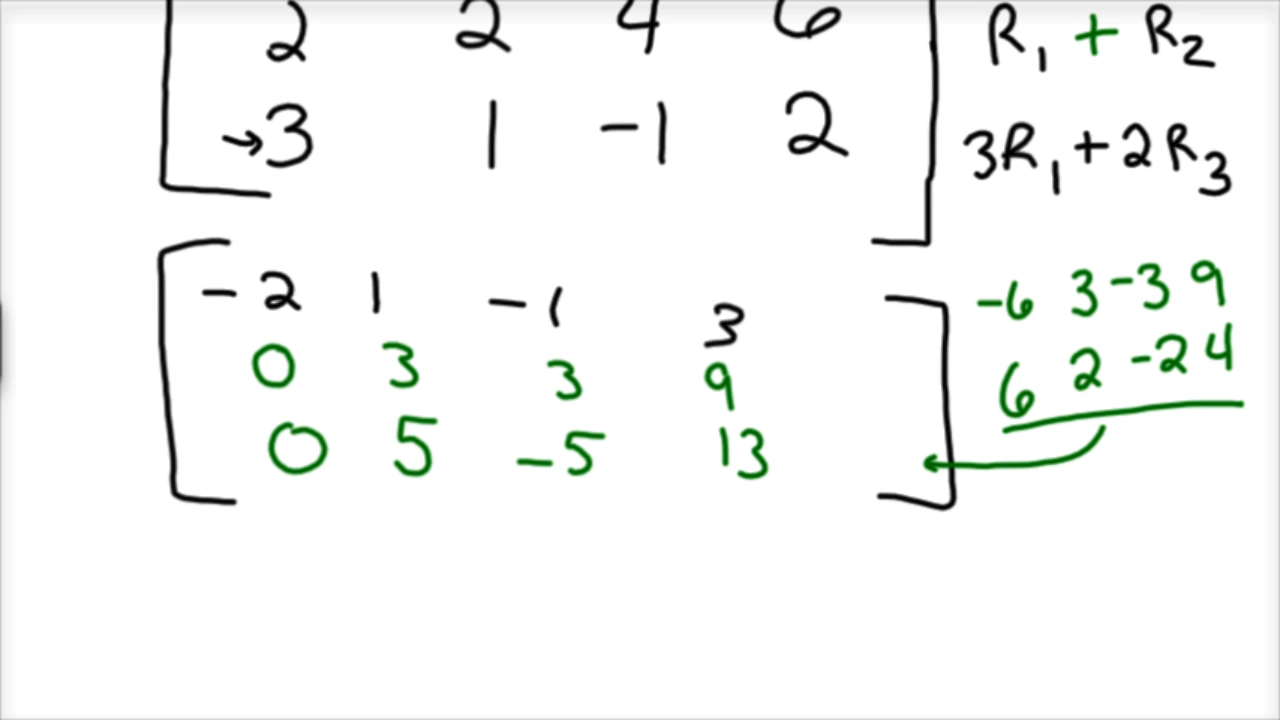 2 2 4 6 R₁ + R₂
→3 1 -1 2 3R₁ + 2R₃
-2 1 -1 3 -6 3 -3 9
0 3 3 9 6 2 -2 4
0 5 -5 13